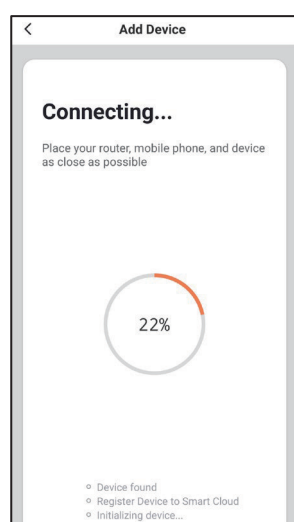 Add Device
Connecting...
Place your router, mobile phone, and device
as close as possible
22%
Device found
Register Device to Smart Cloud
Initializing device...